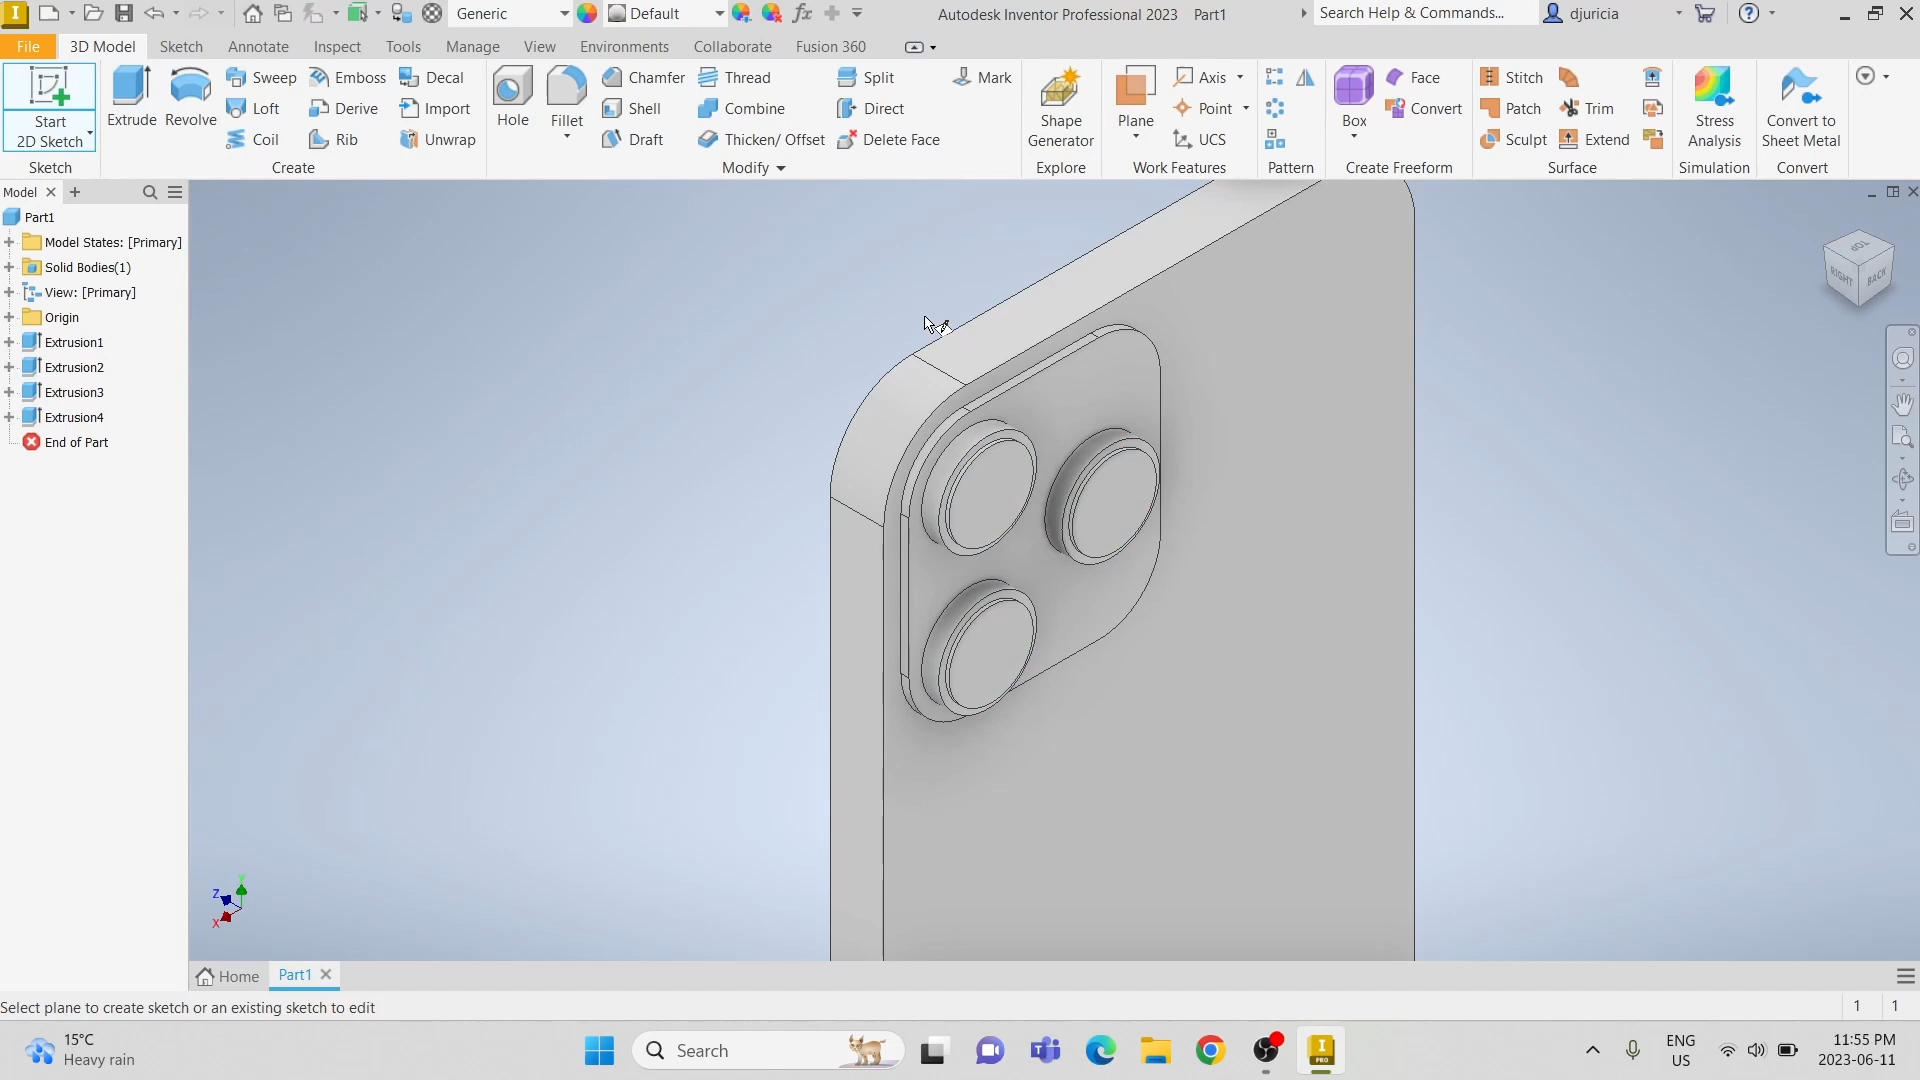 Generic
Default
fx
Autodesk Inventor Professional 2023 Part1
Search Help & Commands...
djuricia
File
3D Model
Sketch
Annotate
Inspect
Tools
Manage
View
Environments
Collaborate
Fusion 360
Start
2D Sketch
Sketch
Extrude
Revolve
Sweep
Emboss
Decal
Loft
Derive
Import
Coil
Rib
Unwrap
Create
Hole
Fillet
Chamfer
Thread
Split
Mark
Shell
Combine
Direct
Draft
Thicken/ Offset
Delete Face
Modify
Shape
Generator
Explore
Plane
Axis
Point
UCS
Work Features
Pattern
Box
Face
Convert
Create Freeform
Stitch
Patch
Trim
Sculpt
Extend
Surface
Stress
Analysis
Simulation
Convert to
Sheet Metal
Convert
Model
Part1
Model States: [Primary]
Solid Bodies(1)
View: [Primary]
Origin
Extrusion1
Extrusion2
Extrusion3
Extrusion4
End of Part
TOP
RIGHT
BACK
Y
Z
X
Home
Part1
Select plane to create sketch or an existing sketch to edit
1
1
15°C
Heavy rain
Search
I
PRO
ENG
US
11:55 PM
2023-06-11